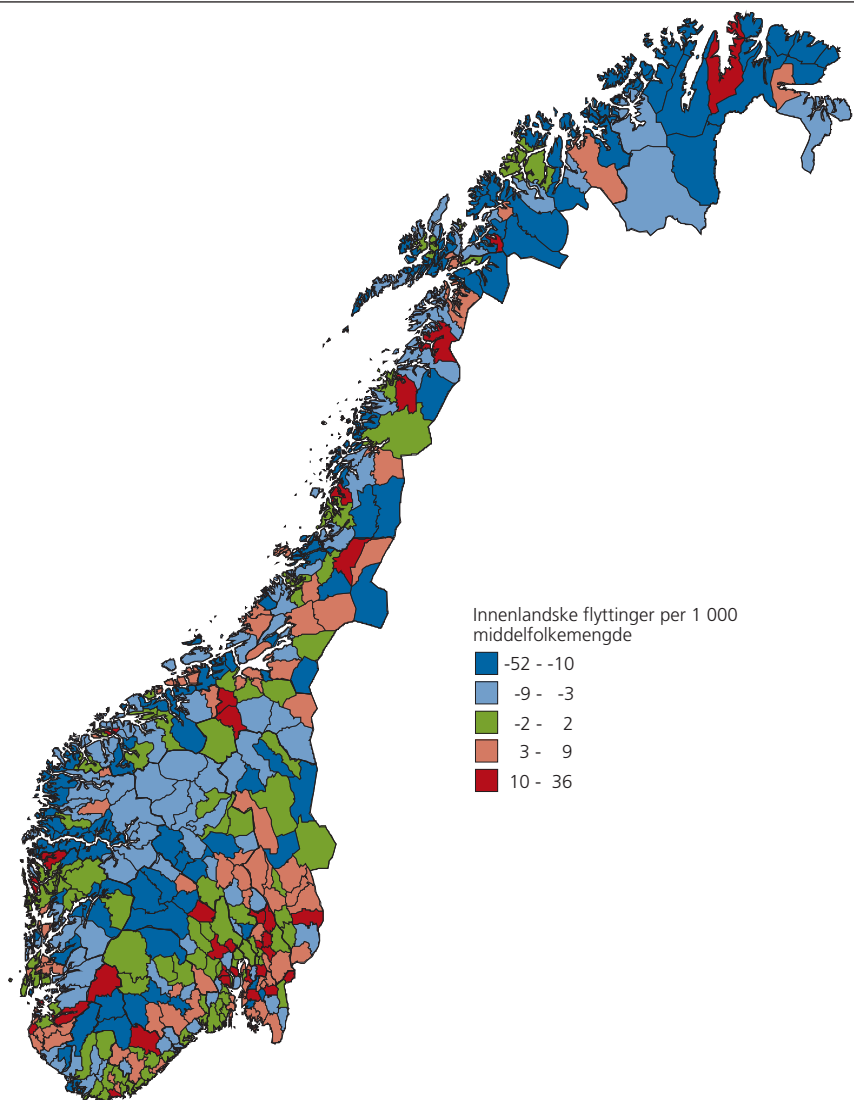 Innenlandske flyttinger per 1 000
middelfolkemengde
-52 - -10
-9 - -3
-2 - 2
3 - 9
10 - 36